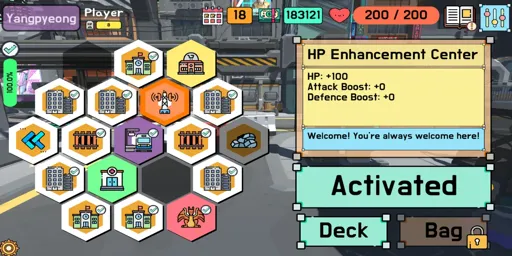 Yangpyeong
Player
18
183121
200 / 200
100.0%
HP Enhancement Center
HP: +100
Attack Boost: +0
Defence Boost: +0
Welcome! You're always welcome here!
Activated
Deck
Bag